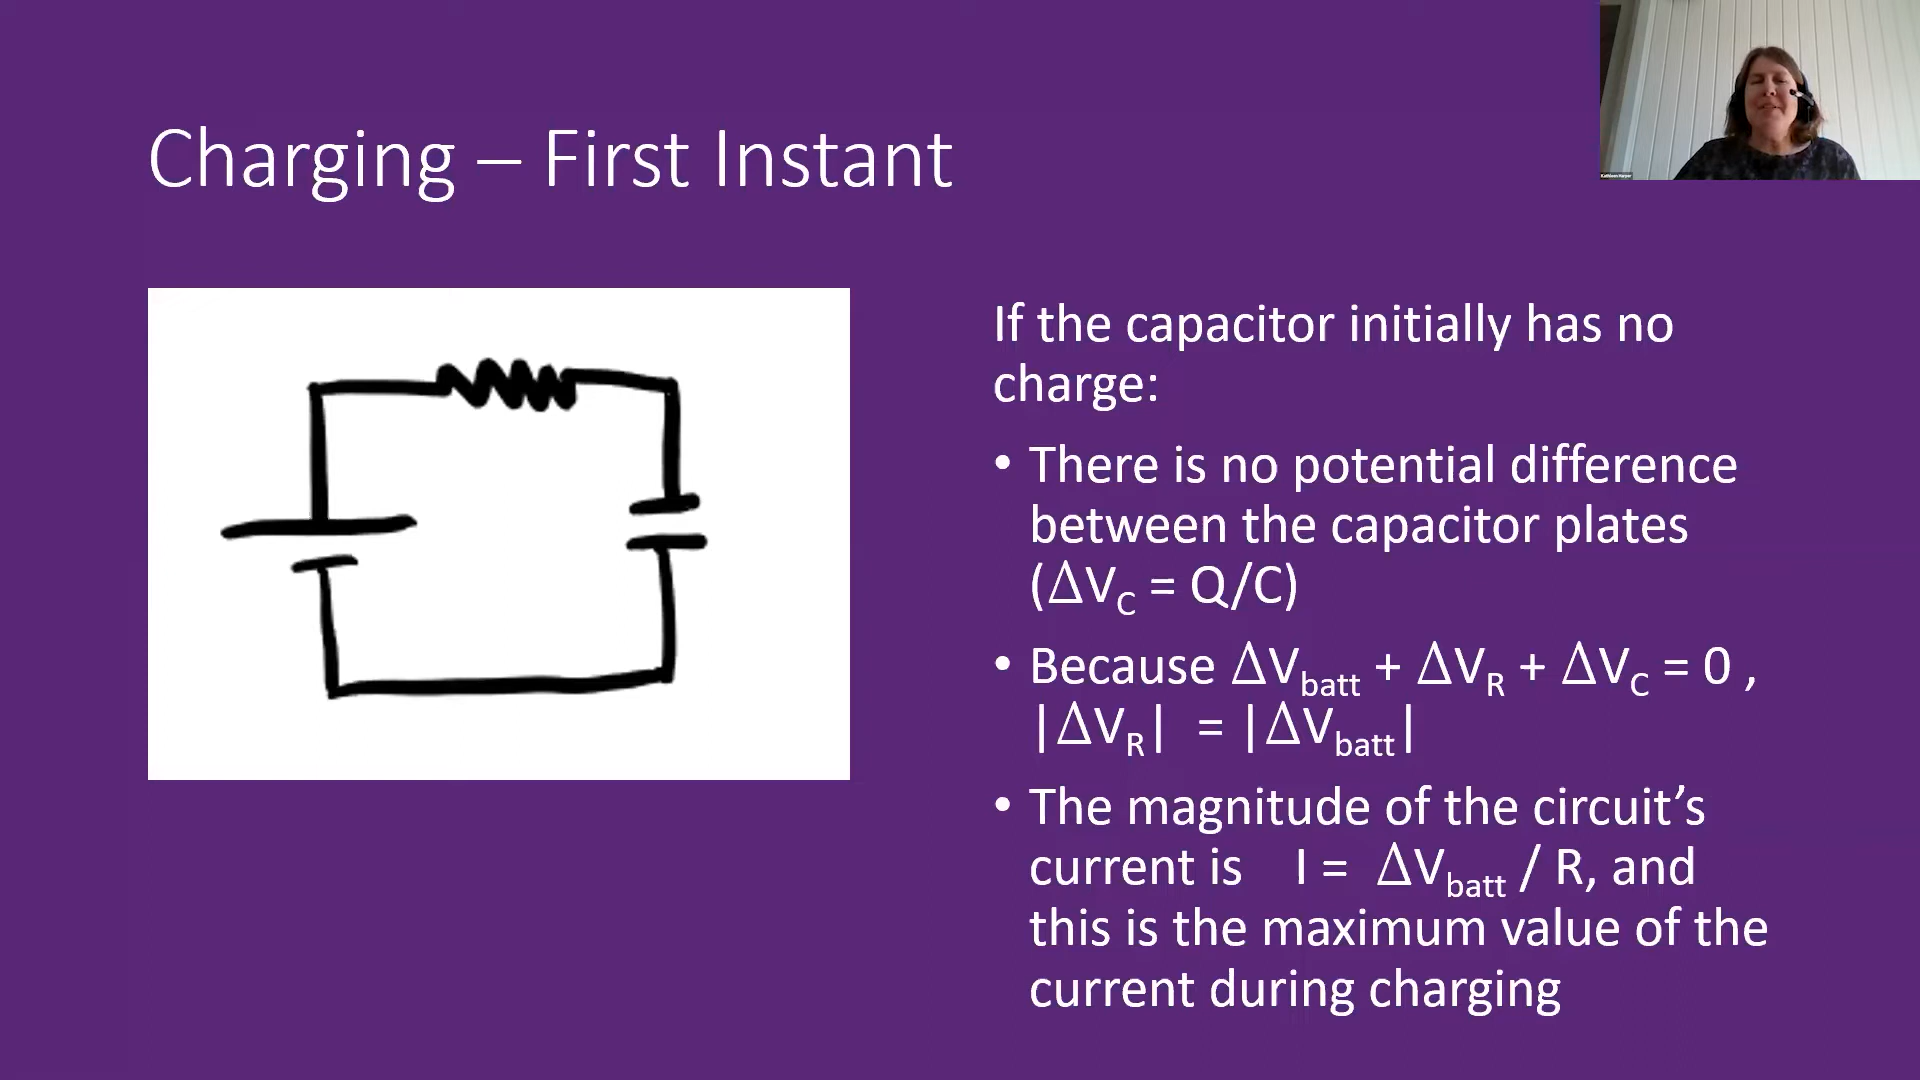 Charging – First Instant
Kathleen Harper
If the capacitor initially has no
charge:
• There is no potential difference
between the capacitor plates
(ΔVC = Q/C)
• Because ΔVbatt + ΔVR + ΔVC = 0 ,
|ΔVR| = |ΔVbatt|
• The magnitude of the circuit’s
current is I = ΔVbatt / R, and
this is the maximum value of the
current during charging